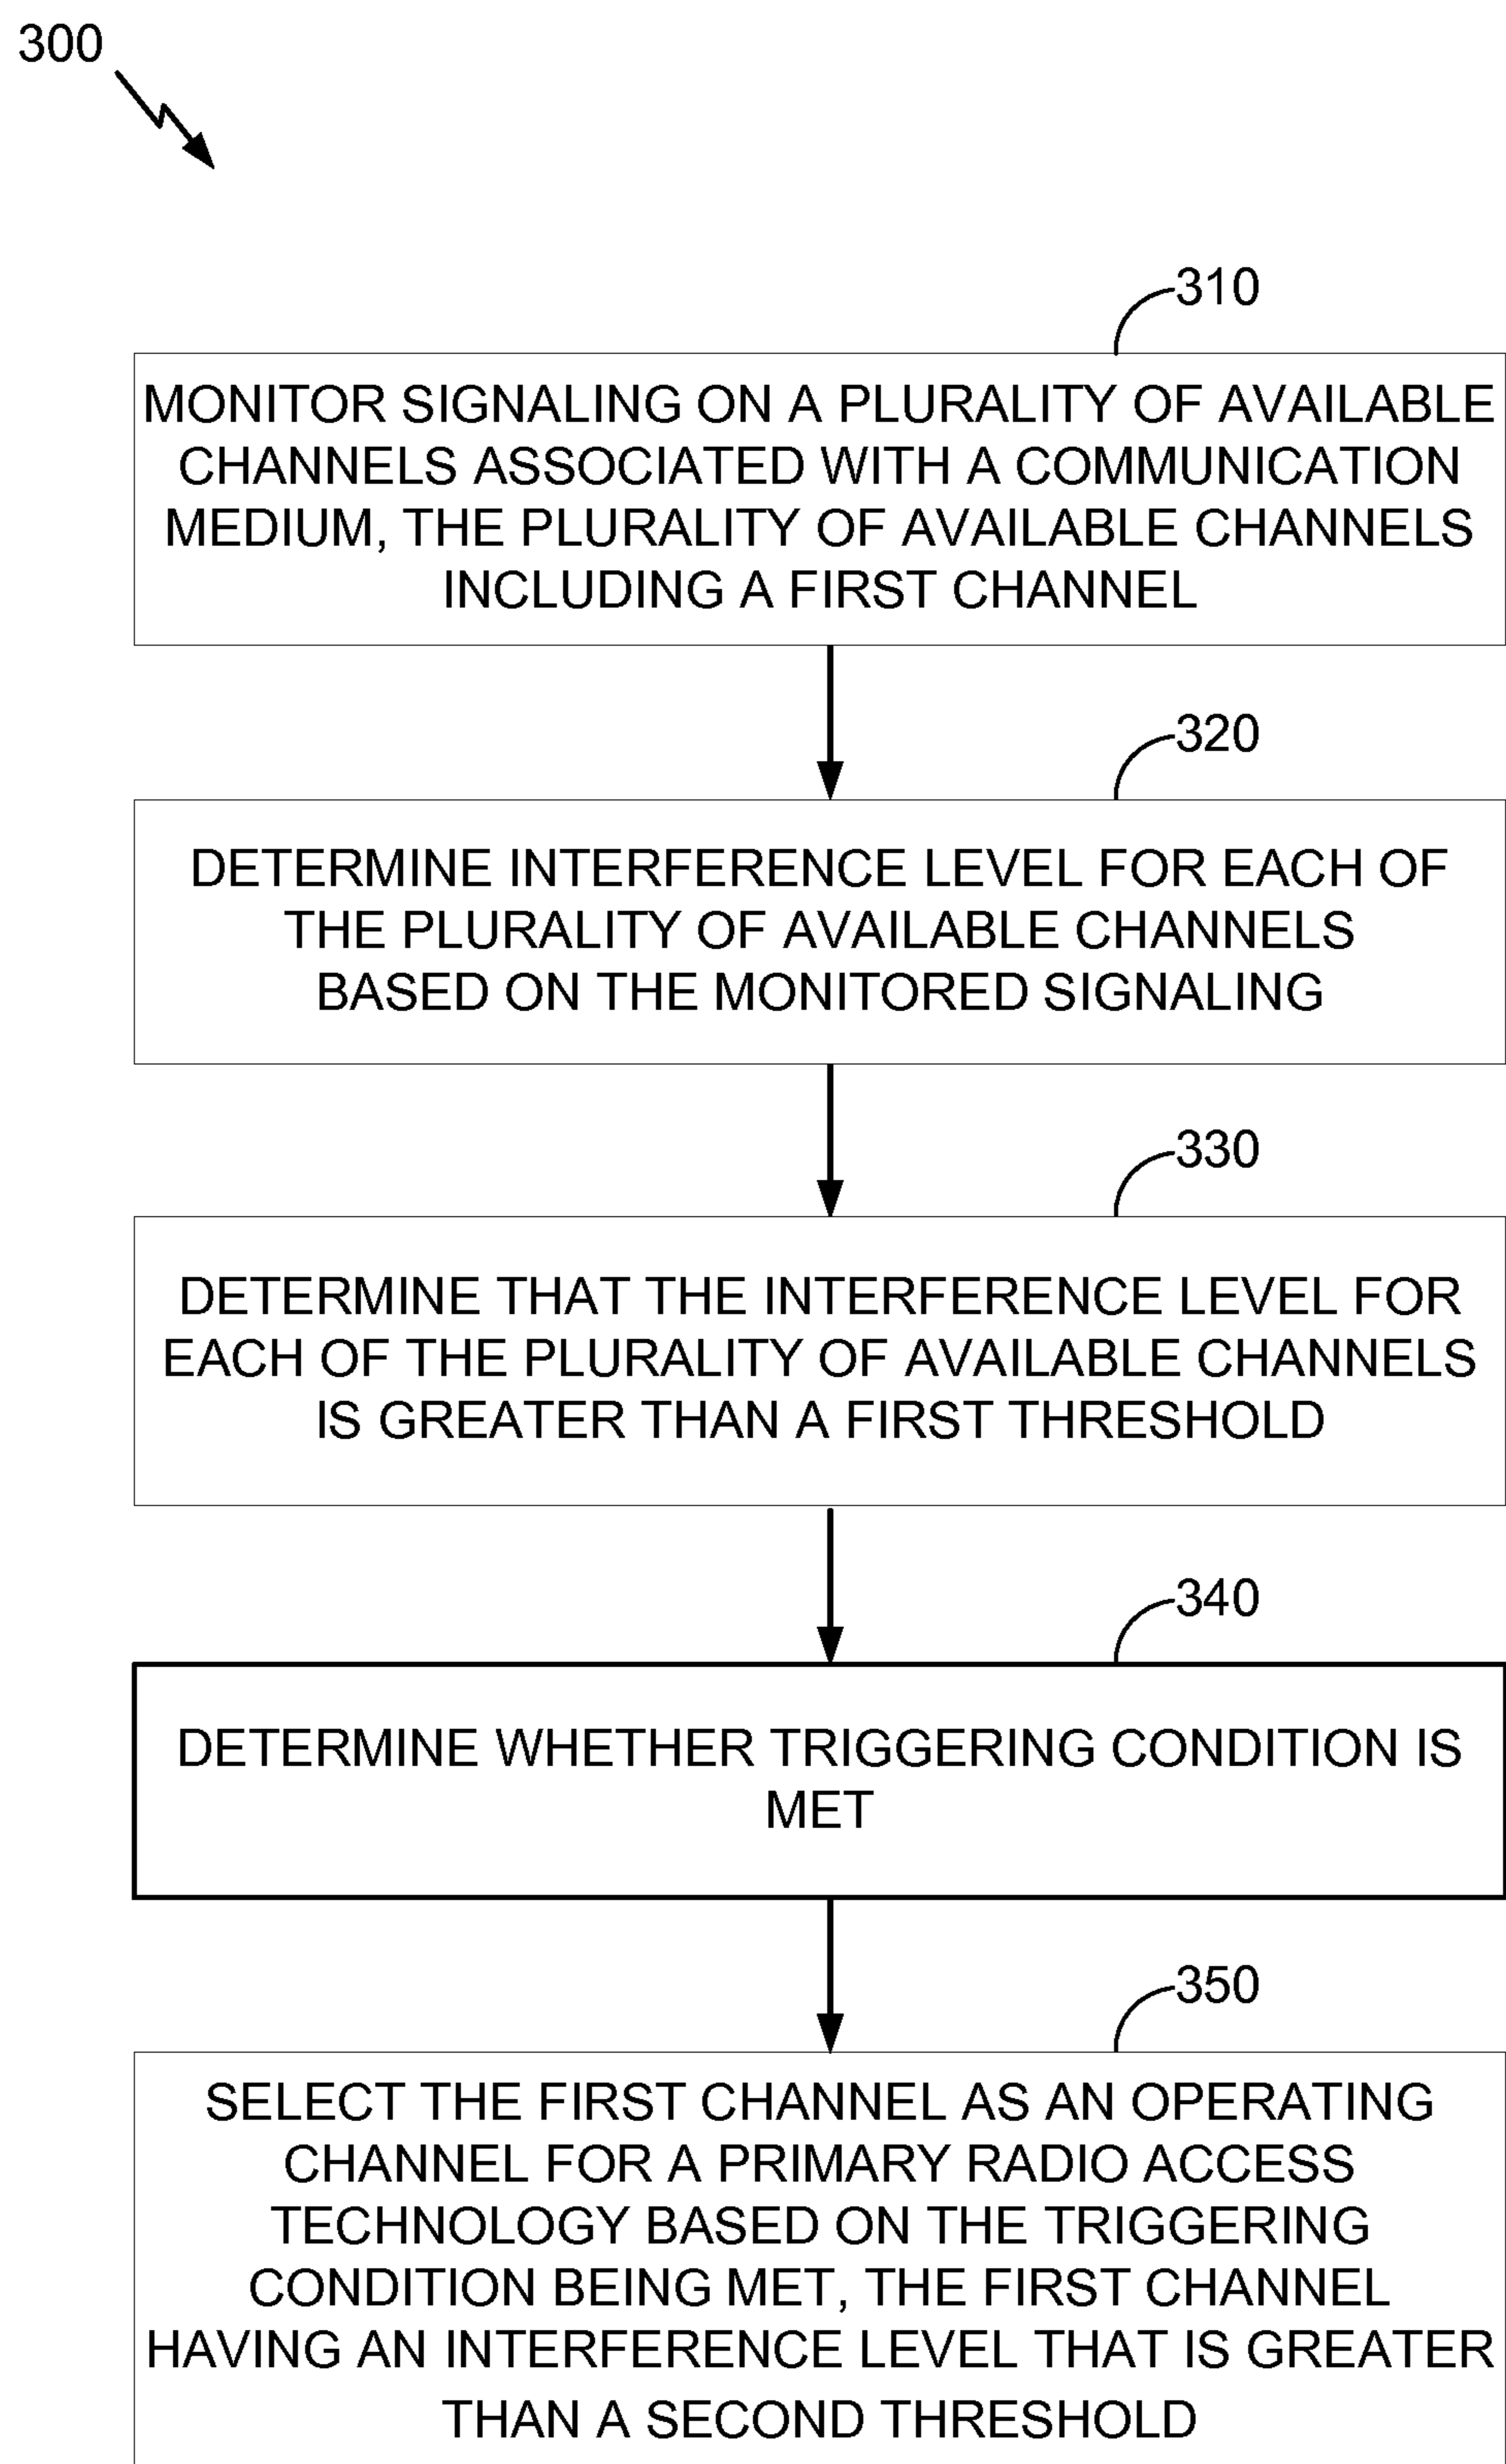 300
310
MONITOR SIGNALING ON A PLURALITY OF AVAILABLE
CHANNELS ASSOCIATED WITH A COMMUNICATION
MEDIUM, THE PLURALITY OF AVAILABLE CHANNELS
INCLUDING A FIRST CHANNEL
320
DETERMINE INTERFERENCE LEVEL FOR EACH OF
THE PLURALITY OF AVAILABLE CHANNELS
BASED ON THE MONITORED SIGNALING
330
DETERMINE THAT THE INTERFERENCE LEVEL FOR
EACH OF THE PLURALITY OF AVAILABLE CHANNELS
IS GREATER THAN A FIRST THRESHOLD
340
DETERMINE WHETHER TRIGGERING CONDITION IS
MET
350
SELECT THE FIRST CHANNEL AS AN OPERATING
CHANNEL FOR A PRIMARY RADIO ACCESS
TECHNOLOGY BASED ON THE TRIGGERING
CONDITION BEING MET, THE FIRST CHANNEL
HAVING AN INTERFERENCE LEVEL THAT IS GREATER
THAN A SECOND THRESHOLD